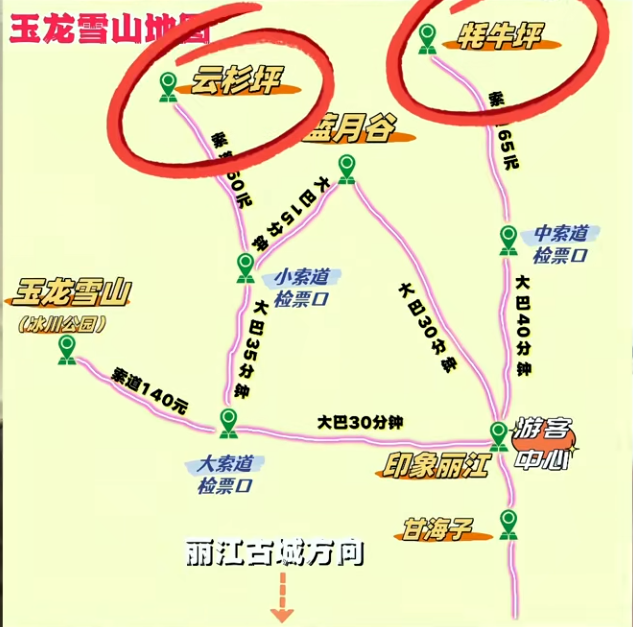 玉龙雪山地图
云杉坪
牦牛坪
蓝月谷
索道60元
索道65元
大巴15分钟
中索道
检票口
小索道
检票口
玉龙雪山
(冰川公园)
大巴35分钟
大巴30分钟
大巴40分钟
索道140元
大巴30分钟
游客
中心
大索道
检票口
印象丽江
甘海子
丽江古城方向